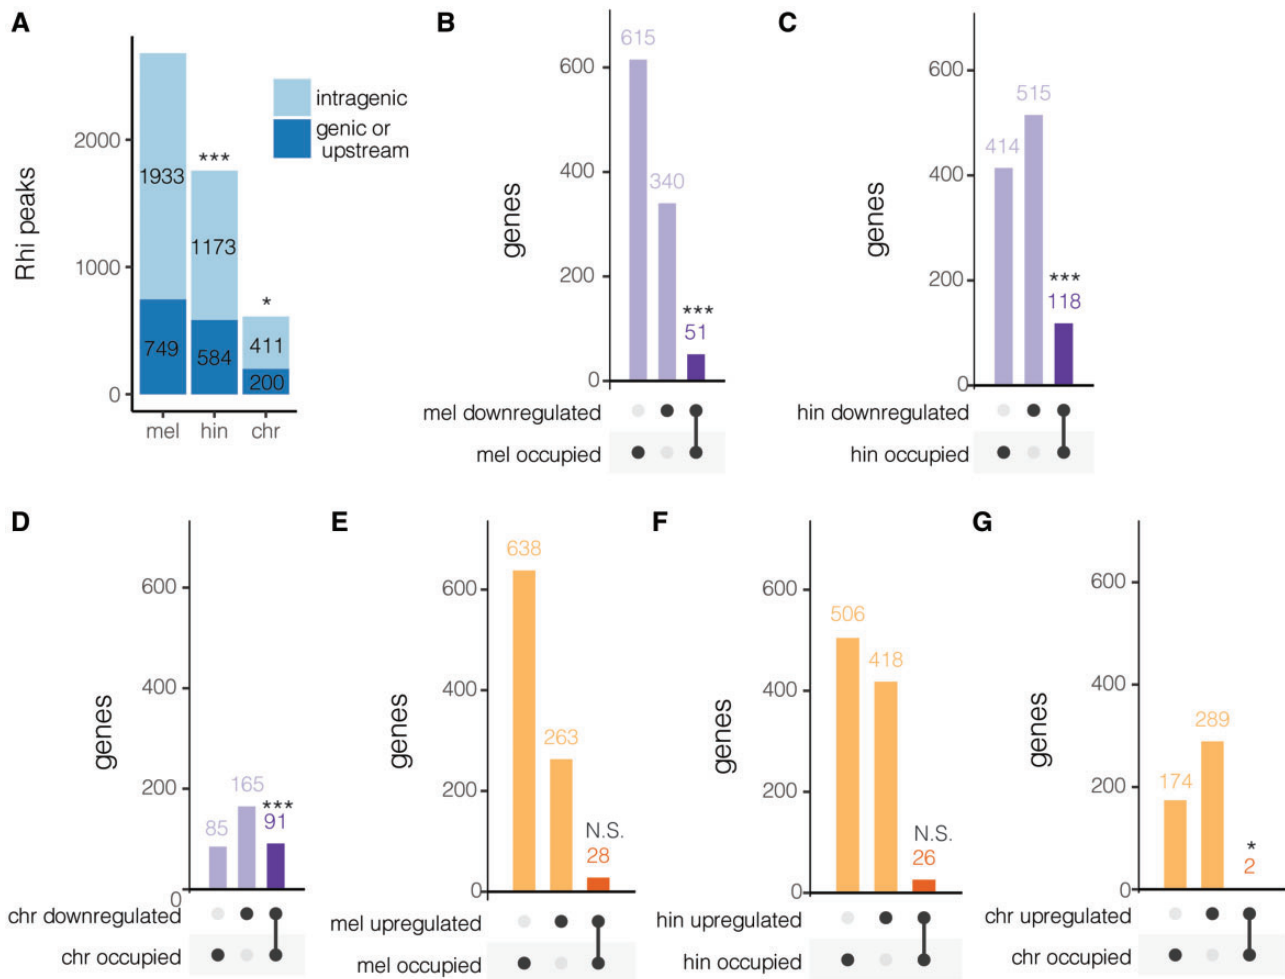 A
Rhi peaks
2000
1000
0
1933
749
***
1173
584
*
411
200
mel hin chr
intragenic
genic or
upstream
B
genes
600
400
200
0
615
340
***
51
mel downregulated
mel occupied
C
genes
600
400
200
0
414
515
***
118
hin downregulated
hin occupied
D
genes
600
400
200
0
85
165
***
91
chr downregulated
chr occupied
E
genes
600
400
200
0
638
263
N.S.
28
mel upregulated
mel occupied
F
genes
600
400
200
0
506
418
N.S.
26
hin upregulated
hin occupied
G
genes
600
400
200
0
174
289
*
2
chr upregulated
chr occupied